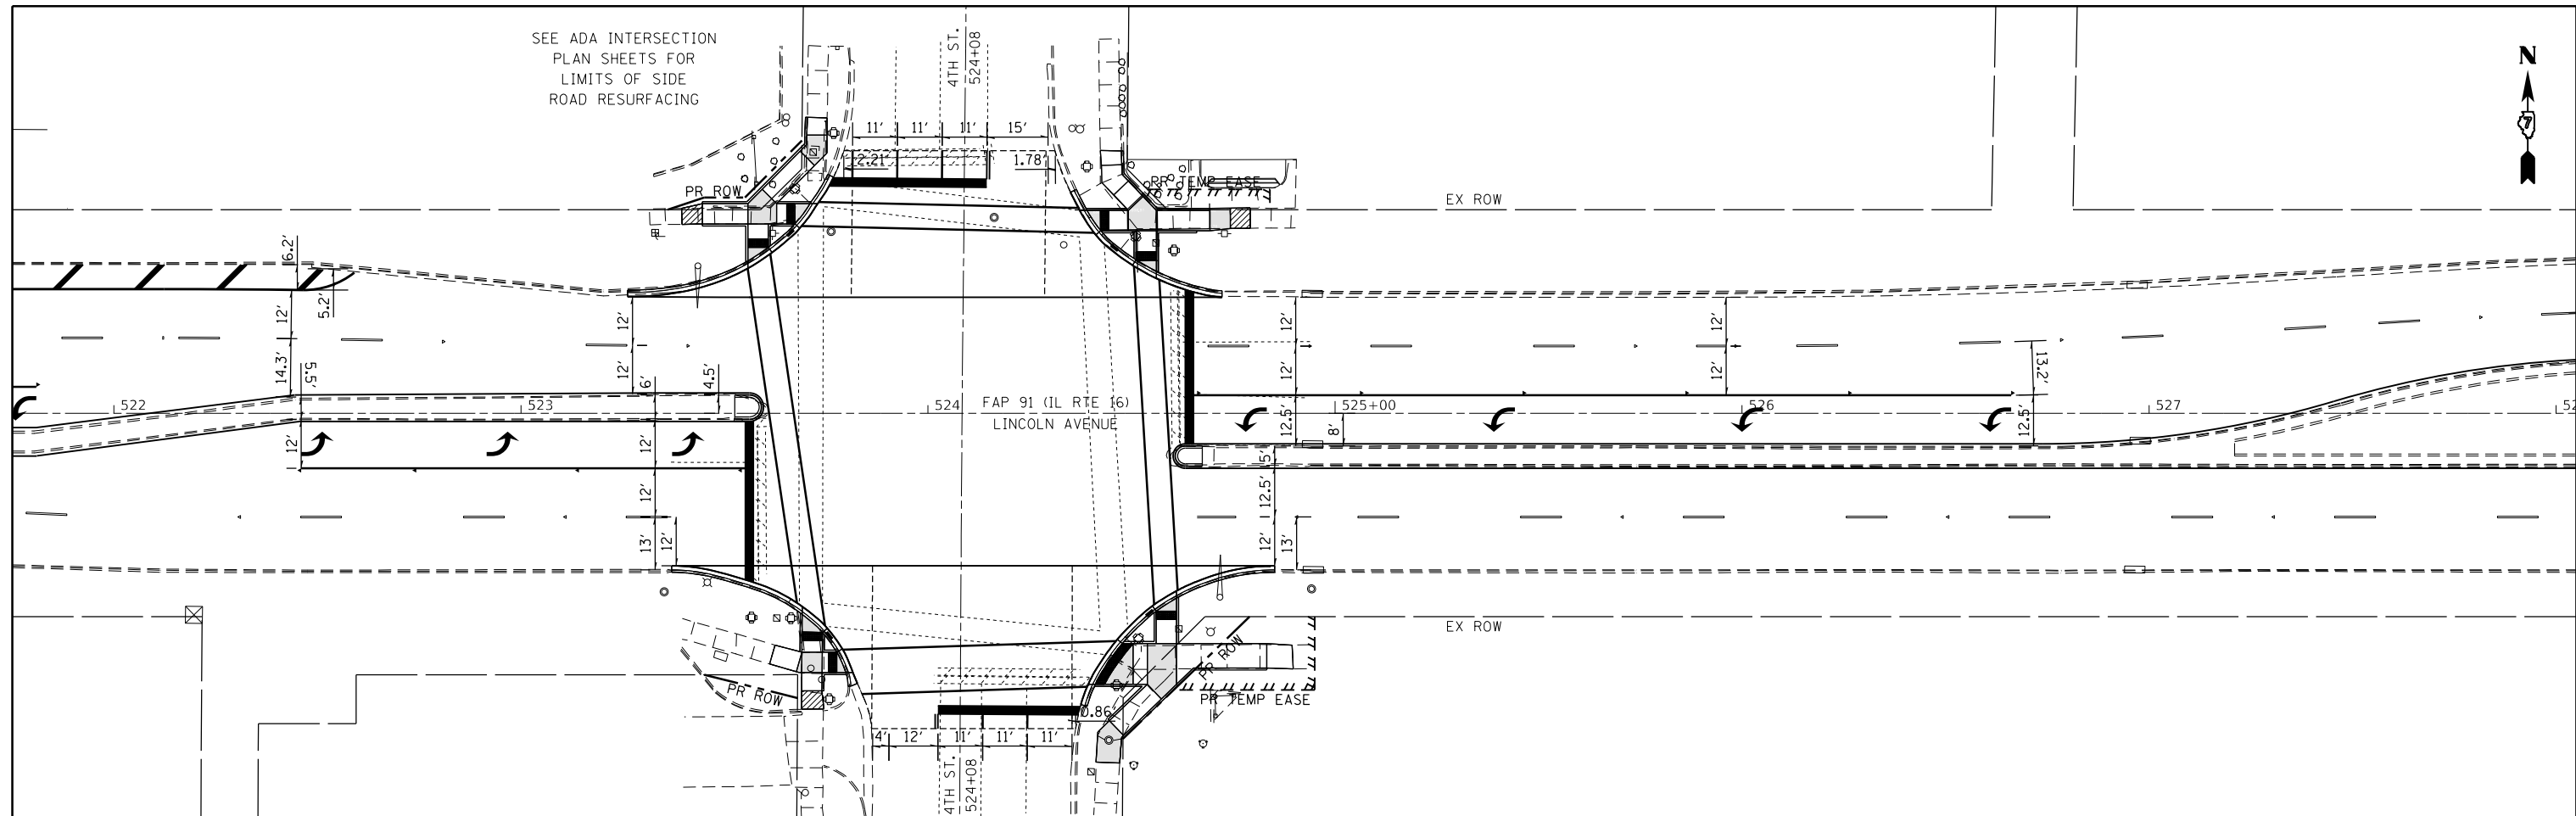 SEE ADA INTERSECTION
PLAN SHEETS FOR
LIMITS OF SIDE
ROAD RESURFACING
4TH ST.
524+08
N
7
11' 11' 11' 15'
2.21' 1.78'
PR ROW
PR TEMP EASE
EX ROW
6.2'
5.2'
12'
14.3'
5.5'
12'
12'
12'
6'
4.5'
12'
12'
13'
12'
12'
12'
12.5'
8'
5'
12.5'
12'
13'
12'
12'
13.2'
12.5'
522
523
524
FAP 91 (IL RTE 16)
LINCOLN AVENUE
525+00
526
527
EX ROW
PR ROW
PR ROW
PR TEMP EASE
0.86'
4' 12' 11' 11' 11'
4TH ST.
524+08